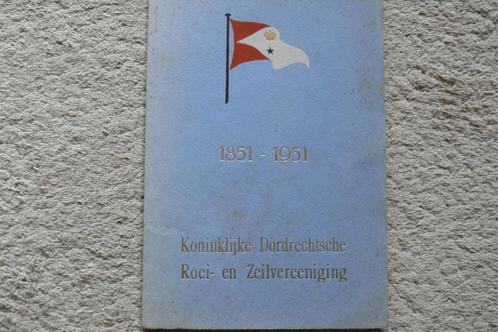 1851 - 1951
Koninklijke Dordrechtsche
Roei- en Zeilvereeniging